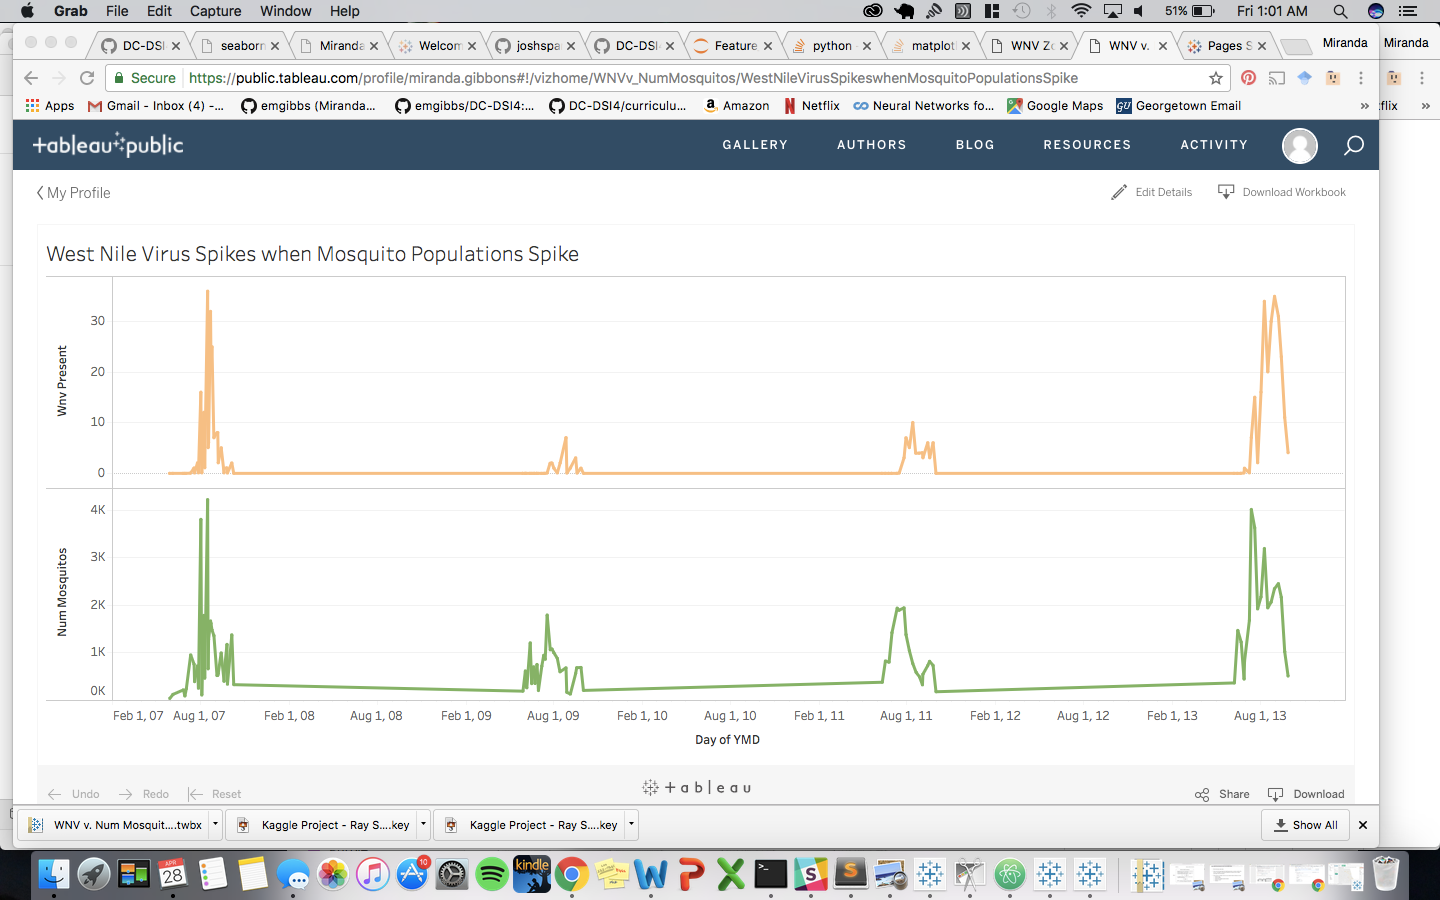 Grab File Edit Capture Window Help 51% Fri 1:01 AM
DC-DSI seaborn Miranda Welcom joshspa DC-DSI Feature python matplotl WNV Zo WNV v. Pages S Miranda Miranda
Secure https://public.tableau.com/profile/miranda.gibbons#!/vizhome/WNVv_NumMosquitos/WestNileVirusSpikeswhenMosquitoPopulationsSpike
Apps Gmail - Inbox (4) -... emgibbs (Miranda... emgibbs/DC-DSI4:... DC-DSI4/curriculu... Amazon Netflix Neural Networks fo... Google Maps GU Georgetown Email » tflix »
tableau public GALLERY AUTHORS BLOG RESOURCES ACTIVITY
My Profile Edit Details Download Workbook
West Nile Virus Spikes when Mosquito Populations Spike
Wnv Present
30
20
10
0
Num Mosquitos
4K
3K
2K
1K
0K
Feb 1, 07 Aug 1, 07 Feb 1, 08 Aug 1, 08 Feb 1, 09 Aug 1, 09 Feb 1, 10 Aug 1, 10 Feb 1, 11 Aug 1, 11 Feb 1, 12 Aug 1, 12 Feb 1, 13 Aug 1, 13
Day of YMD
Undo Redo Reset tableau Share Download
WNV v. Num Mosquit....twbx Kaggle Project - Ray S....key Kaggle Project - Ray S....key Show All
APR
28
10
kindle